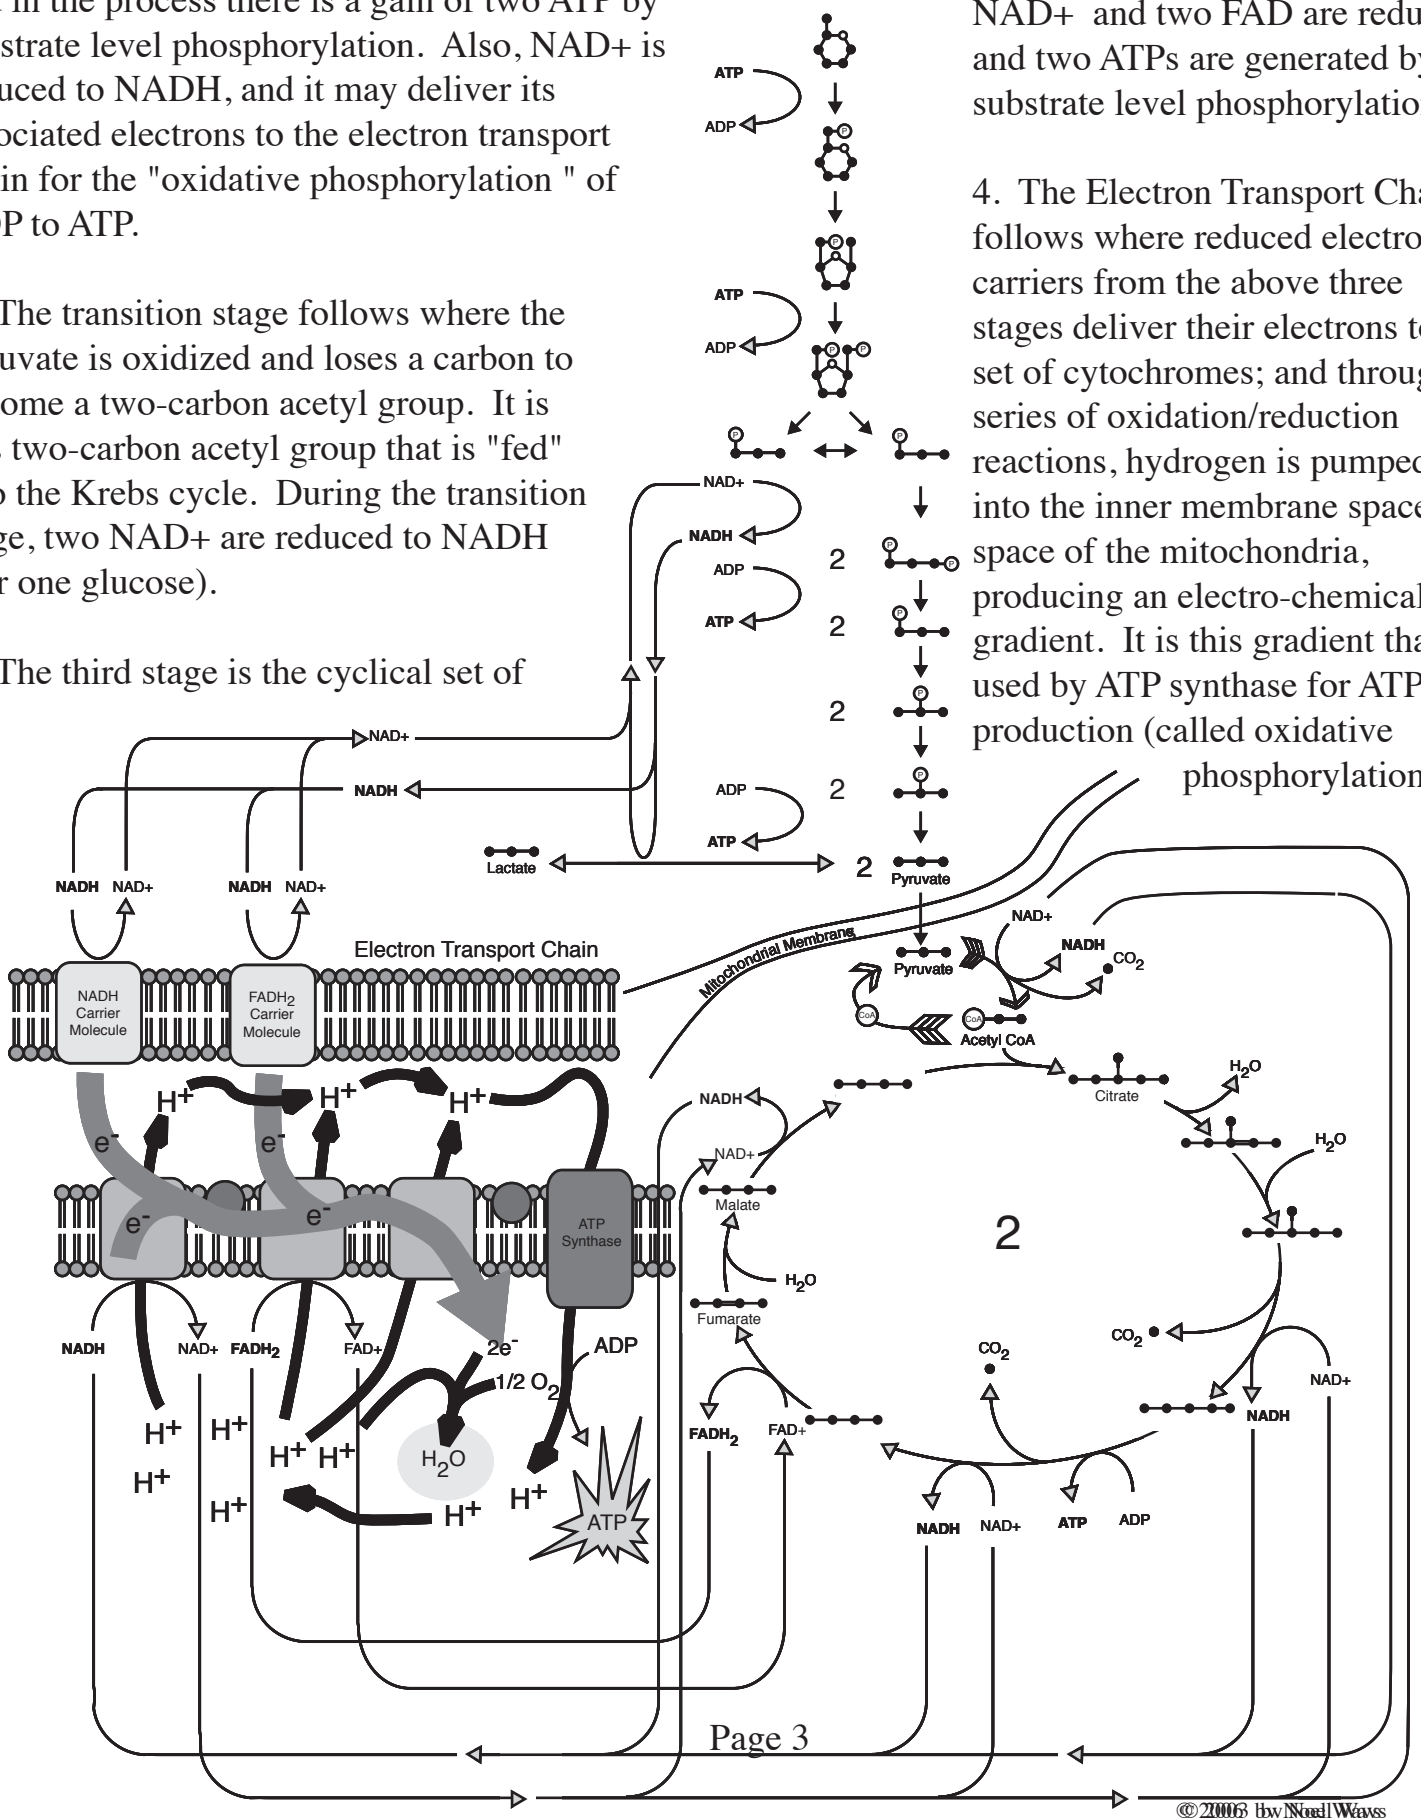 in the process there is a gain of two ATP by
strate level phosphorylation.  Also, NAD+ is
uced to NADH, and it may deliver its
ociated electrons to the electron transport
in for the "oxidative phosphorylation " of
P to ATP.
The transition stage follows where the
uvate is oxidized and loses a carbon to
ome a two-carbon acetyl group.  It is
s two-carbon acetyl group that is "fed"
o the Krebs cycle.  During the transition
ge, two NAD+ are reduced to NADH
r one glucose).
The third stage is the cyclical set of
NAD+  and two FAD are redu
and two ATPs are generated by
substrate level phosphorylatio
4.  The Electron Transport Cha
follows where reduced electro
carriers from the above three
stages deliver their electrons to
set of cytochromes; and throug
series of oxidation/reduction
reactions, hydrogen is pumped
into the inner membrane space
space of the mitochondria,
producing an electro-chemical
gradient.  It is this gradient tha
used by ATP synthase for ATP
production (called oxidative
phosphorylation
ATP
ADP
P
P
ATP
ADP
P P
P
P
NAD+
NADH
ADP
ATP
2
P
P
2
P
2
P
2
P
ADP
ATP
NAD+
NADH
Lactate
2
Pyruvate
NADH NAD+
NADH NAD+
Electron Transport Chain
Mitochondrial Membrane
NAD+
NADH
CO2
Pyruvate
CoA
CoA
Acetyl CoA
NADH
Carrier
Molecule
FADH2
Carrier
Molecule
H+
H+
H+
e-
e-
e-
e-
ATP
Synthase
NADH
NAD+
Malate
H2O
Fumarate
Citrate
H2O
H2O
2
CO2
CO2
NAD+
NADH
NADH
NAD+
FADH2
FAD+
2e-
ADP
1/2 O2
H2O
H+
H+
H+
H+
H+
H+
H+
H+
ATP
FADH2
FAD+
NADH
NAD+
ATP
ADP
Page 3